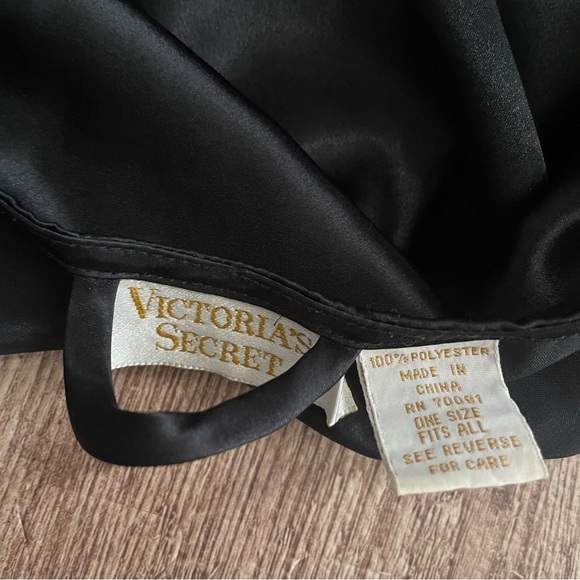 VICTORIA'S
SECRET
100% POLYESTER
MADE IN
CHINA
RN 70091
ONE SIZE
FITS ALL
SEE REVERSE
FOR CARE